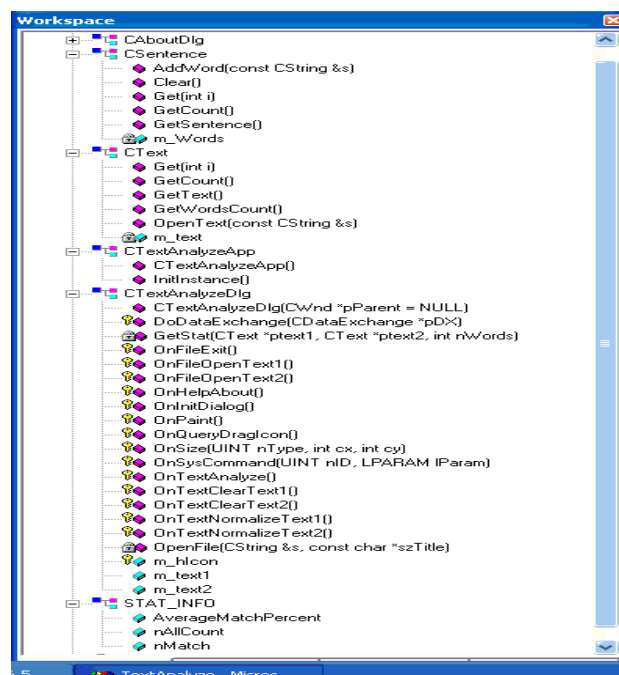 Workspace
CAboutDlg
CSentence
AddWord(const CString &s)
Clear()
Get(int i)
GetCount()
GetSentence()
m_Words
CText
Get(int i)
GetCount()
GetText()
GetWordsCount()
OpenText(const CString &s)
m_text
CTextAnalyzeApp
CTextAnalyzeApp()
InitInstance()
CTextAnalyzeDlg
CTextAnalyzeDlg(CWnd *pParent = NULL)
DoDataExchange(CDataExchange *pDX)
GetStat(CText *ptext1, CText *ptext2, int nWords)
OnFileExit()
OnFileOpenText1()
OnFileOpenText2()
OnHelpAbout()
OnInitDialog()
OnPaint()
OnQueryDragIcon()
OnSize(UINT nType, int cx, int cy)
OnSysCommand(UINT nID, LPARAM lParam)
OnTextAnalyze()
OnTextClearText1()
OnTextClearText2()
OnTextNormalizeText1()
OnTextNormalizeText2()
OpenFile(CString &s, const char *szTitle)
m_hIcon
m_text1
m_text2
STAT_INFO
AverageMatchPercent
nAllCount
nMatch
TextAnalyze - Micros